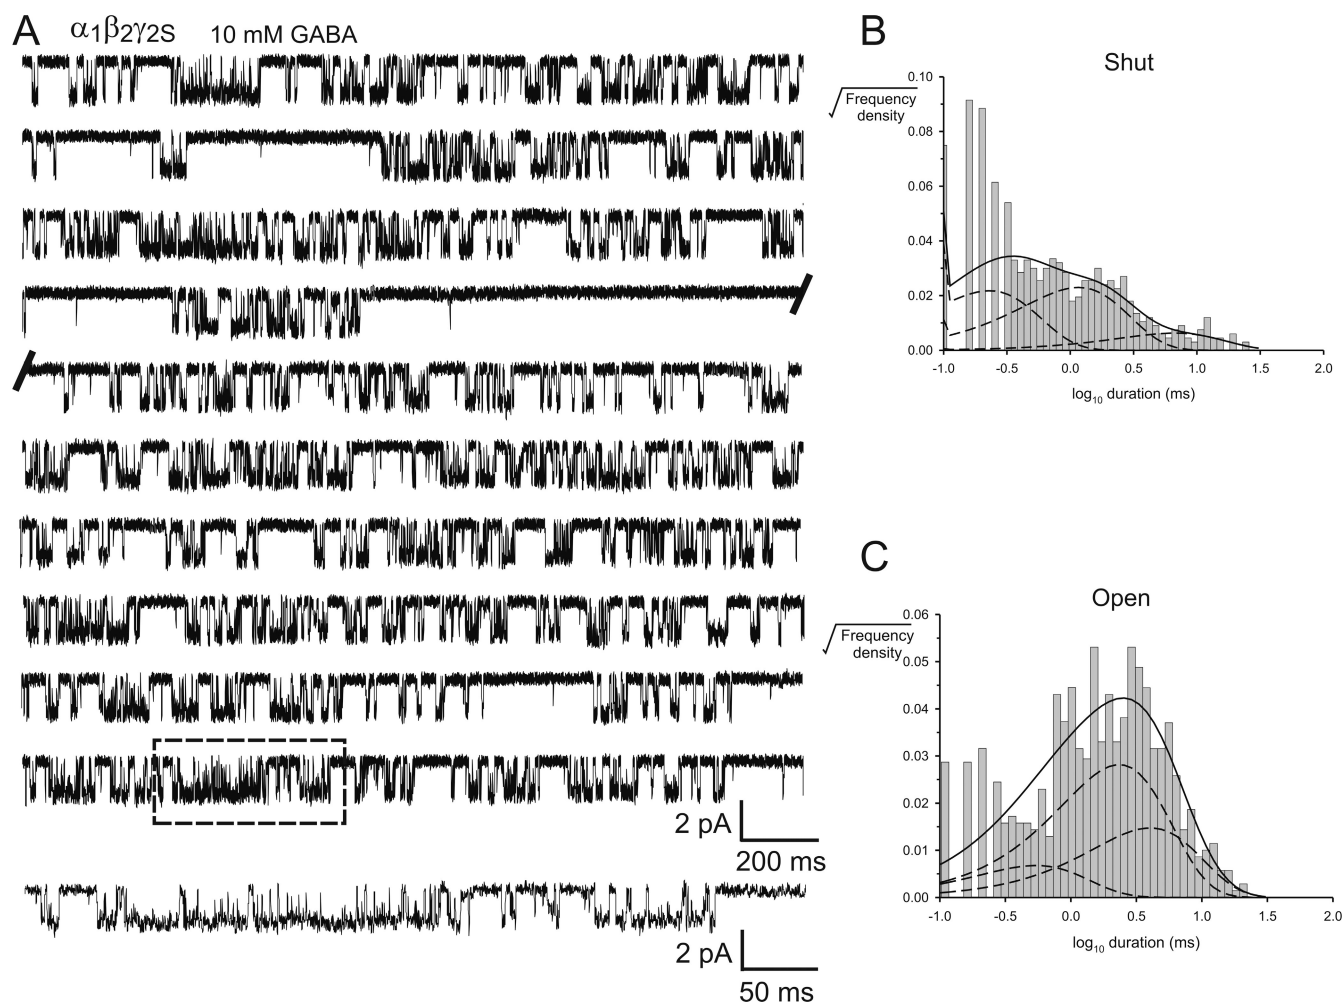 A
α1β2γ2S 10 mM GABA
2 pA
200 ms
2 pA
50 ms
B
Shut
√Frequency
density
0.10
0.08
0.06
0.04
0.02
0.00
-1.0 -0.5 0.0 0.5 1.0 1.5 2.0
log10 duration (ms)
C
Open
√Frequency
density
0.06
0.05
0.04
0.03
0.02
0.01
0.00
-1.0 -0.5 0.0 0.5 1.0 1.5 2.0
log10 duration (ms)